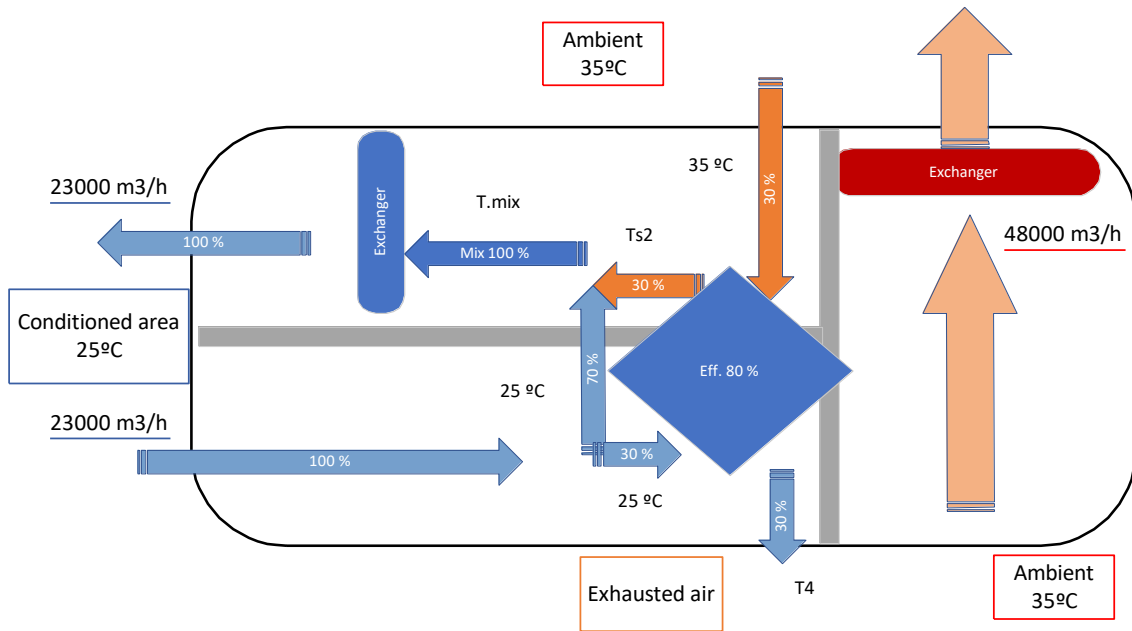 Ambient
35ºC
35 ºC
30 %
Exchanger
23000 m3/h
T.mix
Exchanger
Ts2
48000 m3/h
100 %
Mix 100 %
30 %
Conditioned area
25ºC
70 %
Eff. 80 %
25 ºC
23000 m3/h
100 %
30 %
25 ºC
30 %
Exhausted air
T4
Ambient
35ºC